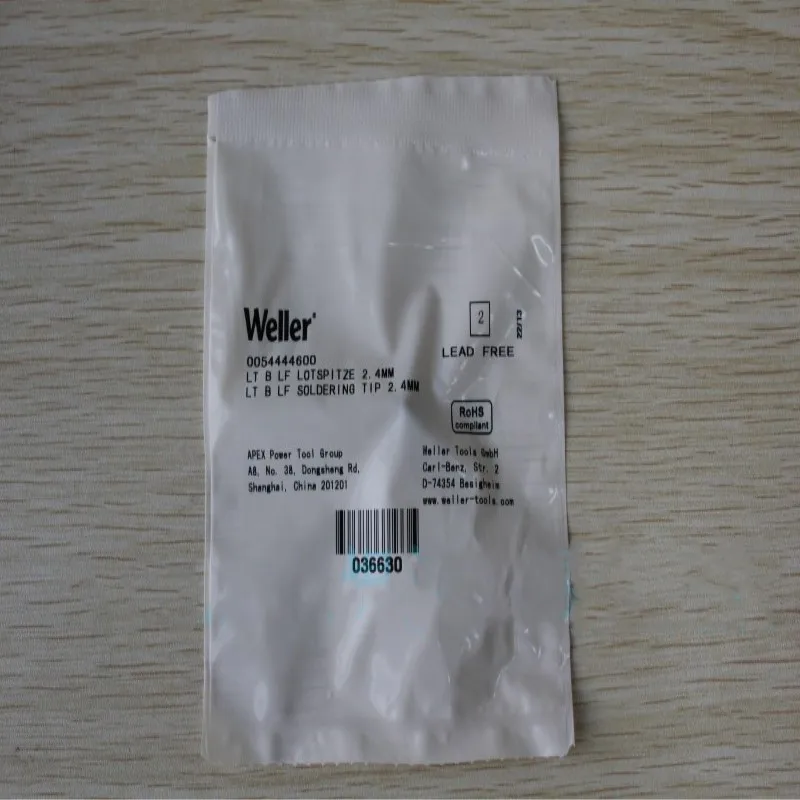 Weller®
2
22/13
LEAD FREE
0054444600
LT B LF LOTSPITZE 2.4MM
LT B LF SOLDERING TIP 2.4MM
RoHS
compliant
APEX Power Tool Group
A8, No. 38, Dongsheng Rd,
Shanghai, China 201201
Weller Tools GmbH
Carl-Benz, Str. 2
D-74354 Besigheim
www.weller-tools.com
036630